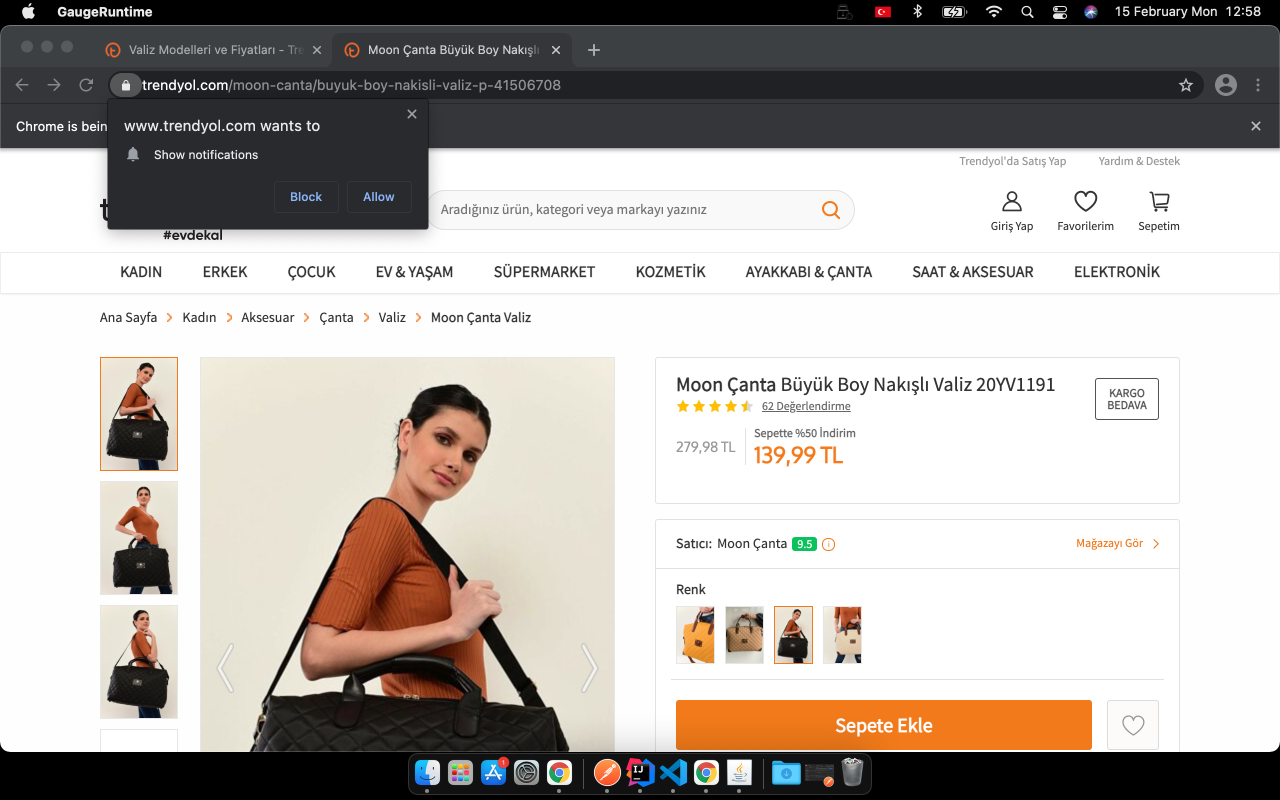 GaugeRuntime
15 February Mon 12:58
Valiz Modelleri ve Fiyatları - Tre
Moon Çanta Büyük Boy Nakışlı
trendyol.com/moon-canta/buyuk-boy-nakisli-valiz-p-41506708
Chrome is bein
www.trendyol.com wants to
Show notifications
Block
Allow
Trendyol'da Satış Yap
Yardım & Destek
#evdekal
Aradığınız ürün, kategori veya markayı yazınız
Giriş Yap
Favorilerim
Sepetim
KADIN
ERKEK
ÇOCUK
EV & YAŞAM
SÜPERMARKET
KOZMETİK
AYAKKABI & ÇANTA
SAAT & AKSESUAR
ELEKTRONİK
Ana Sayfa > Kadın > Aksesuar > Çanta > Valiz > Moon Çanta Valiz
Moon Çanta Büyük Boy Nakışlı Valiz 20YV1191
KARGO
BEDAVA
62 Değerlendirme
279,98 TL
Sepette %50 İndirim
139,99 TL
Satıcı: Moon Çanta 9.5
Mağazayı Gör
Renk
Sepete Ekle
1
IJ